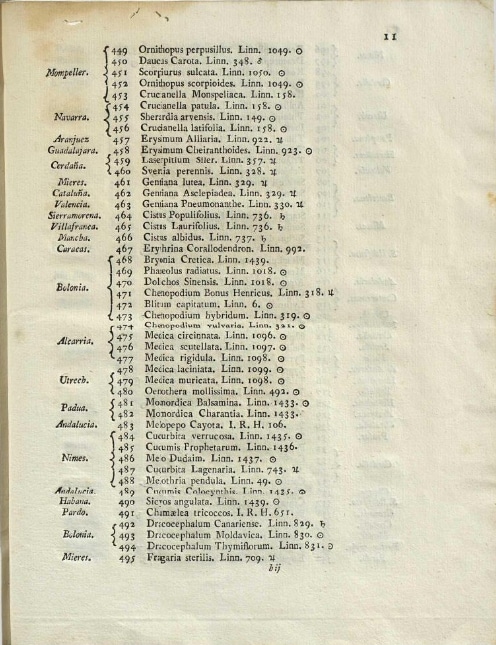 11
449 Ornithopus perpusillus. Linn. 1049. ☉
450 Daucus Carota. Linn. 348. ♂
Mompeller. 451 Scorpiurus sulcata. Linn. 1050. ☉
452 Ornithopus scorpioides. Linn. 1049. ☉
453 Crucianella Monspeliaca. Linn. 158.
454 Crucianella patula. Linn. 158. ☉
Navarra. 455 Sherardia arvensis. Linn. 149. ☉
456 Crucianella latifolia. Linn. 158. ☉
Aranjuez 457 Erysimum Alliaria. Linn. 922. ♃
Guadalajara. 458 Erysimum Cheiranthoides. Linn. 923. ☉
Cerdaña. 459 Laserpitium Siler. Linn. 357. ♃
460 Svertia perennis. Linn. 328. ♃
Mieres. 461 Gentiana lutea. Linn. 329. ♃
Cataluña. 462 Gentiana Asclepiadea. Linn. 329. ♃
Valencia. 463 Gentiana Pneumonanthe. Linn. 330. ♃
Sierramorena. 464 Cistus Populifolius. Linn. 736. ♄
Villafranca. 465 Cistus Laurifolius. Linn. 736. ♄
Mancha. 466 Cistus albidus. Linn. 737. ♄
Caracas. 467 Erythrina Corallodendron. Linn. 992.
468 Bryonia Cretica. Linn. 1439.
469 Phaseolus radiatus. Linn. 1018. ☉
470 Dolichos Sinensis. Linn. 1018. ☉
Bolonia. 471 Chenopodium Bonus Henricus. Linn. 318. ♃
472 Blitum capitatum. Linn. 6. ☉
473 Chenopodium hybridum. Linn. 319. ☉
474 Chenopodium vulvaria. Linn. 321. ☉
475 Medica circinnata. Linn. 1096. ☉
Alcarria. 476 Medica scutellata. Linn. 1097. ☉
477 Medica rigidula. Linn. 1098. ☉
478 Medica laciniata. Linn. 1099. ☉
Utrech. 479 Medica muricata. Linn. 1098. ☉
480 Oenothera mollissima. Linn. 492. ☉
Padua. 481 Monordica Balsamina. Linn. 1433. ☉
482 Monordica Charantia. Linn. 1433.
Andalucia. 483 Melopepo Cayota. I. R. H. 106.
484 Cucurbita verrucosa. Linn. 1435. ☉
485 Cucumis Prophetarum. Linn. 1436.
Nimes. 486 Melo Dudaim. Linn. 1437. ☉
487 Cucurbita Lagenaria. Linn. 743. ♃
488 Melothria pendula. Linn. 49. ☉
Andalucia. 489 Cucumis Colocynthis. Linn. 1435. ☉
Habana. 490 Sicyos angulata. Linn. 1439. ☉
Pardo. 491 Chamælea tricoccos. I. R. H. 651.
492 Dracocephalum Canariense. Linn. 829. ♄
Bolonia. 493 Dracocephalum Moldavica. Linn. 830. ☉
494 Dracocephalum Thymiflorum. Linn. 831. ☉
Mieres. 495 Fragaria sterilis. Linn. 709. ♃
bij